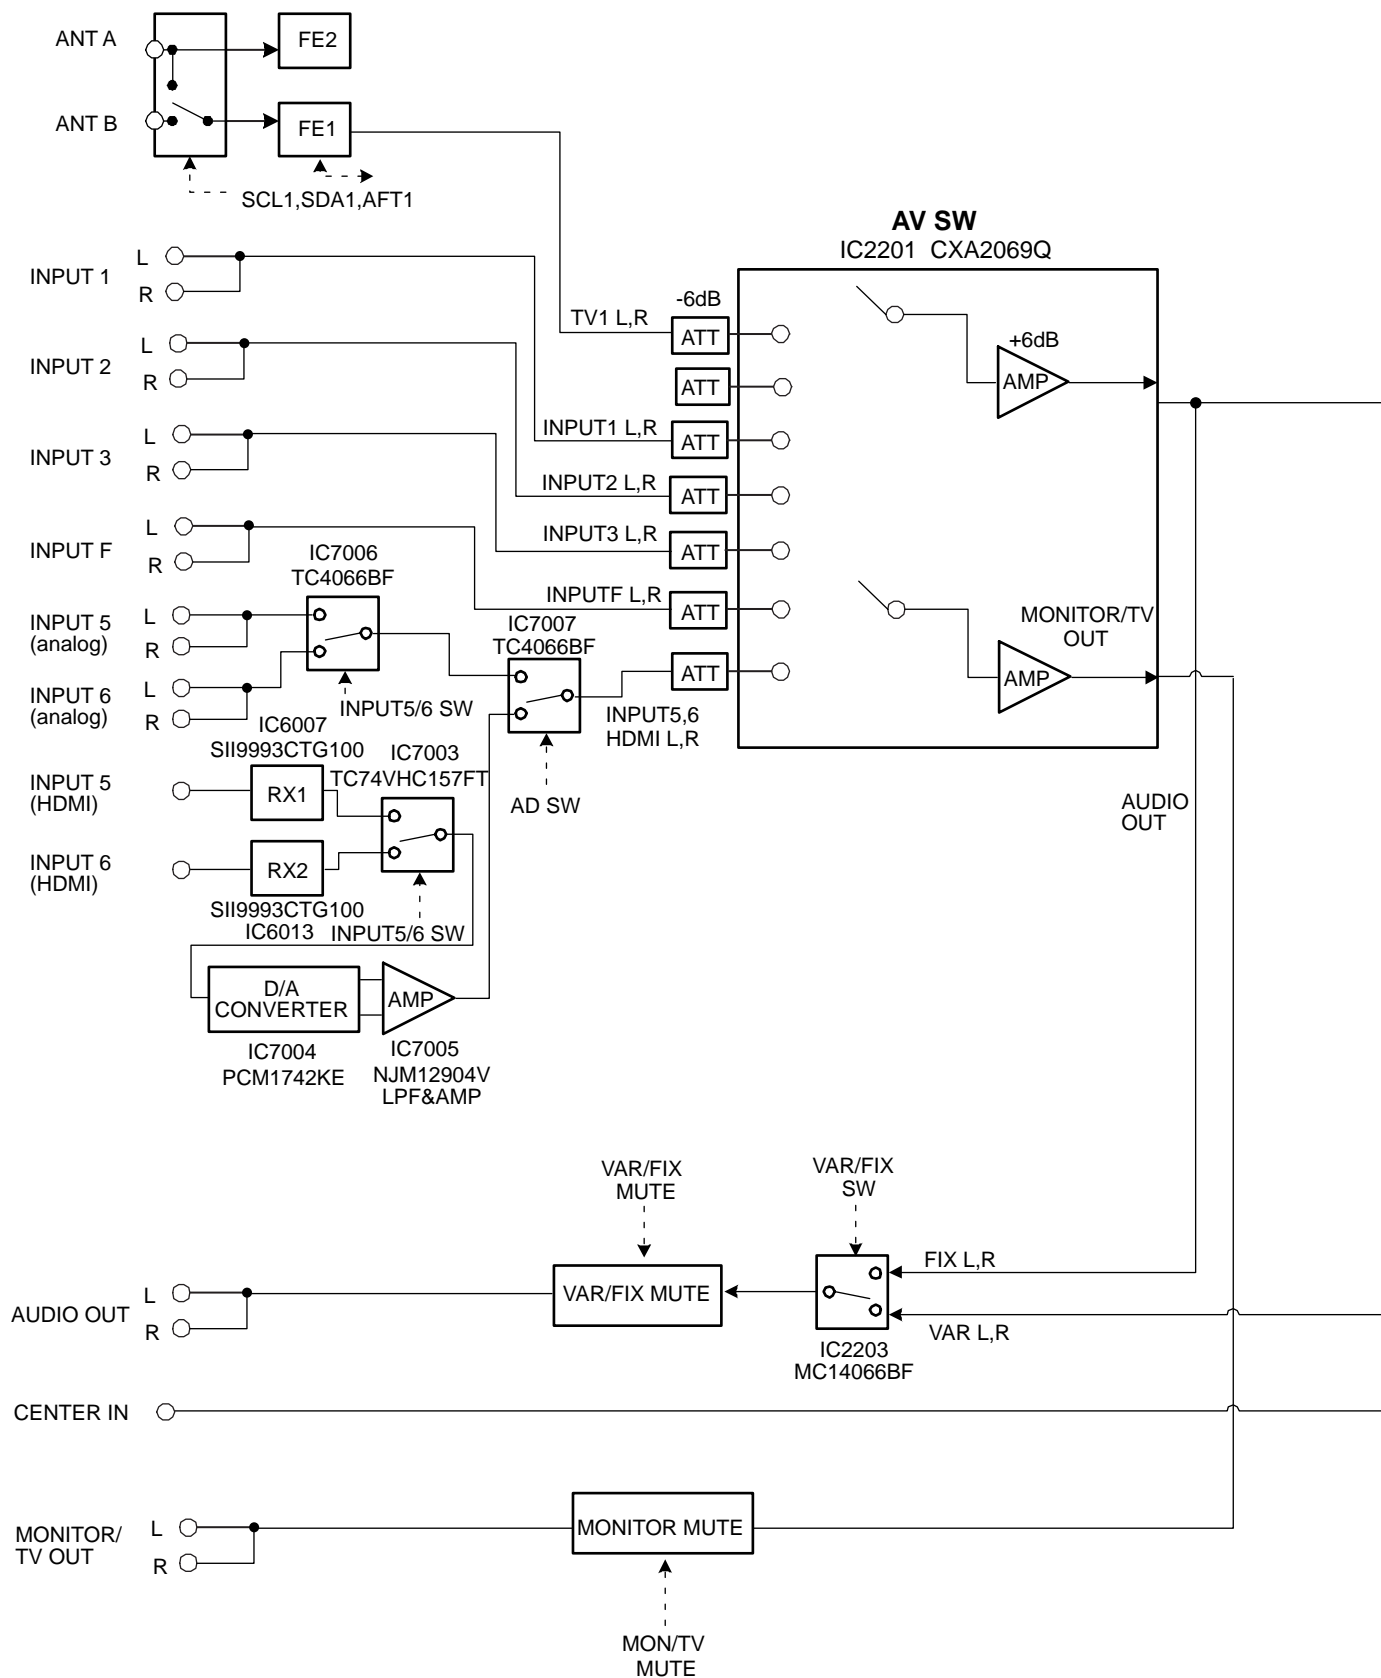 ANT A
FE2
ANT B
FE1
SCL1,SDA1,AFT1
AV SW
IC2201 CXA2069Q
INPUT 1
L
R
-6dB
TV1 L,R
ATT
+6dB
AMP
INPUT 2
L
R
ATT
INPUT 3
L
R
INPUT1 L,R
ATT
INPUT2 L,R
ATT
INPUT F
L
R
INPUT3 L,R
ATT
IC7006
TC4066BF
INPUTF L,R
ATT
INPUT 5
(analog)
L
R
IC7007
TC4066BF
MONITOR/TV
OUT
ATT
AMP
INPUT 6
(analog)
L
R
INPUT5/6 SW
INPUT5,6
HDMI L,R
IC6007
SII9993CTG100
IC7003
TC74VHC157FT
INPUT 5
(HDMI)
RX1
AD SW
AUDIO
OUT
INPUT 6
(HDMI)
RX2
SII9993CTG100
IC6013
INPUT5/6 SW
D/A
CONVERTER
AMP
IC7004
PCM1742KE
IC7005
NJM12904V
LPF&AMP
VAR/FIX
MUTE
VAR/FIX
SW
FIX L,R
AUDIO OUT
L
R
VAR/FIX MUTE
VAR L,R
IC2203
MC14066BF
CENTER IN
MONITOR/
TV OUT
L
R
MONITOR MUTE
MON/TV
MUTE